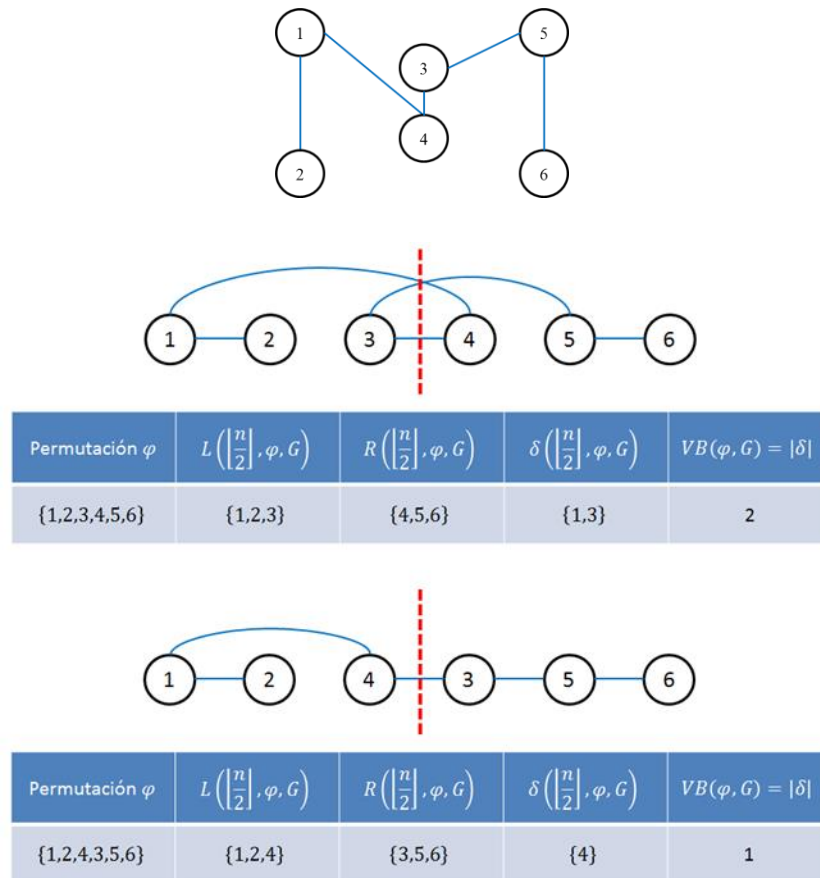 1 5
3
4
2 6
1 2 3 4 5 6
Permutación φ L(⌊n/2⌋, φ, G) R(⌊n/2⌋, φ, G) δ(⌊n/2⌋, φ, G) VB(φ, G) = |δ|
{1,2,3,4,5,6} {1,2,3} {4,5,6} {1,3} 2
1 2 4 3 5 6
Permutación φ L(⌊n/2⌋, φ, G) R(⌊n/2⌋, φ, G) δ(⌊n/2⌋, φ, G) VB(φ, G) = |δ|
{1,2,4,3,5,6} {1,2,4} {3,5,6} {4} 1